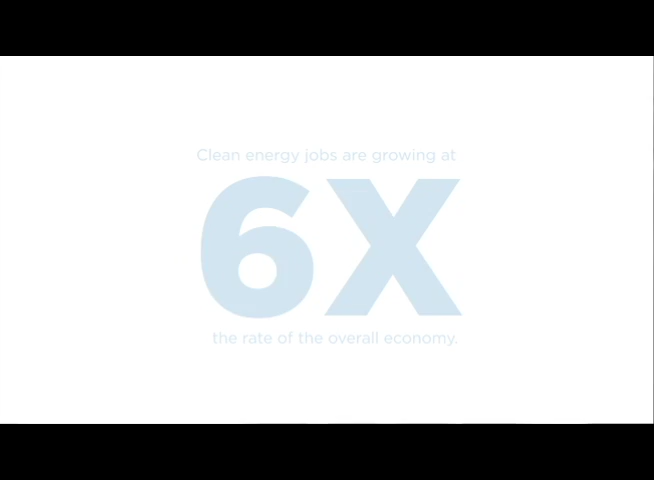 Clean energy jobs are growing at
6X
the rate of the overall economy.